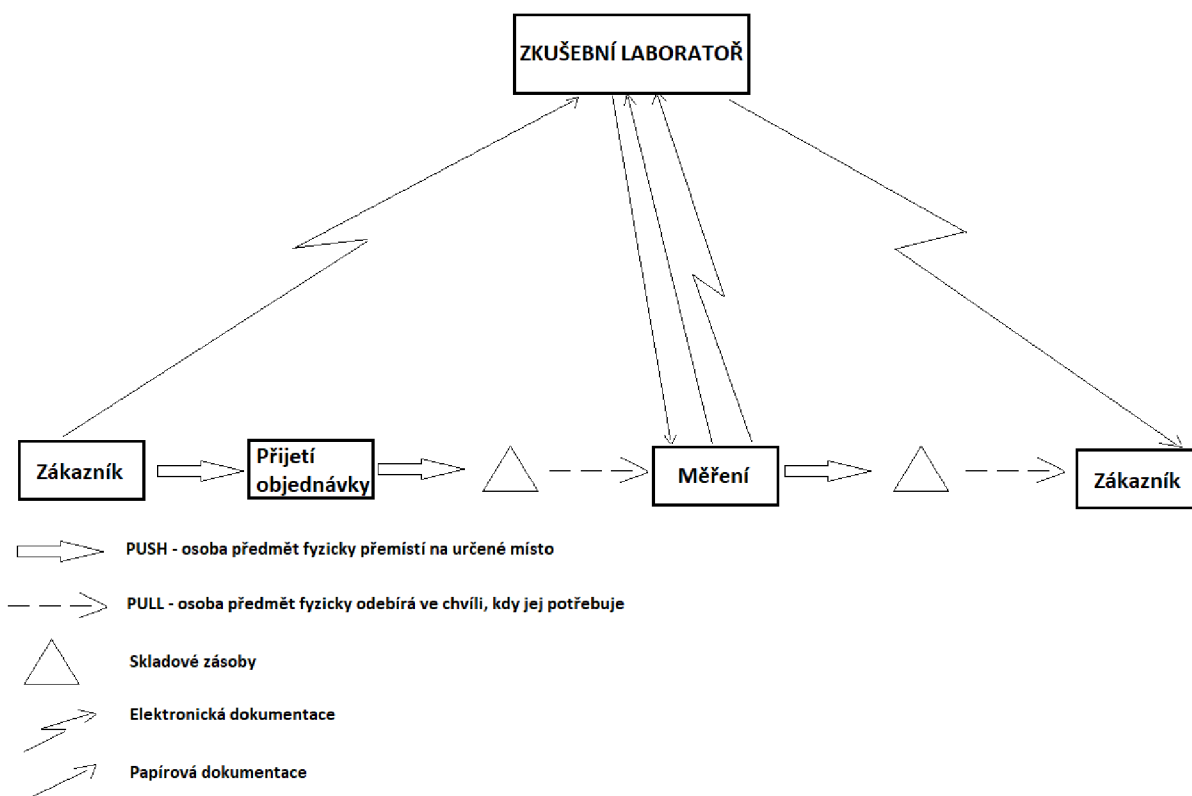 ZKUŠEBNÍ LABORATOŘ
Zákazník
Přijetí
objednávky
Měření
Zákazník
PUSH - osoba předmět fyzicky přemístí na určené místo
PULL - osoba předmět fyzicky odebírá ve chvíli, kdy jej potřebuje
Skladové zásoby
Elektronická dokumentace
Papírová dokumentace